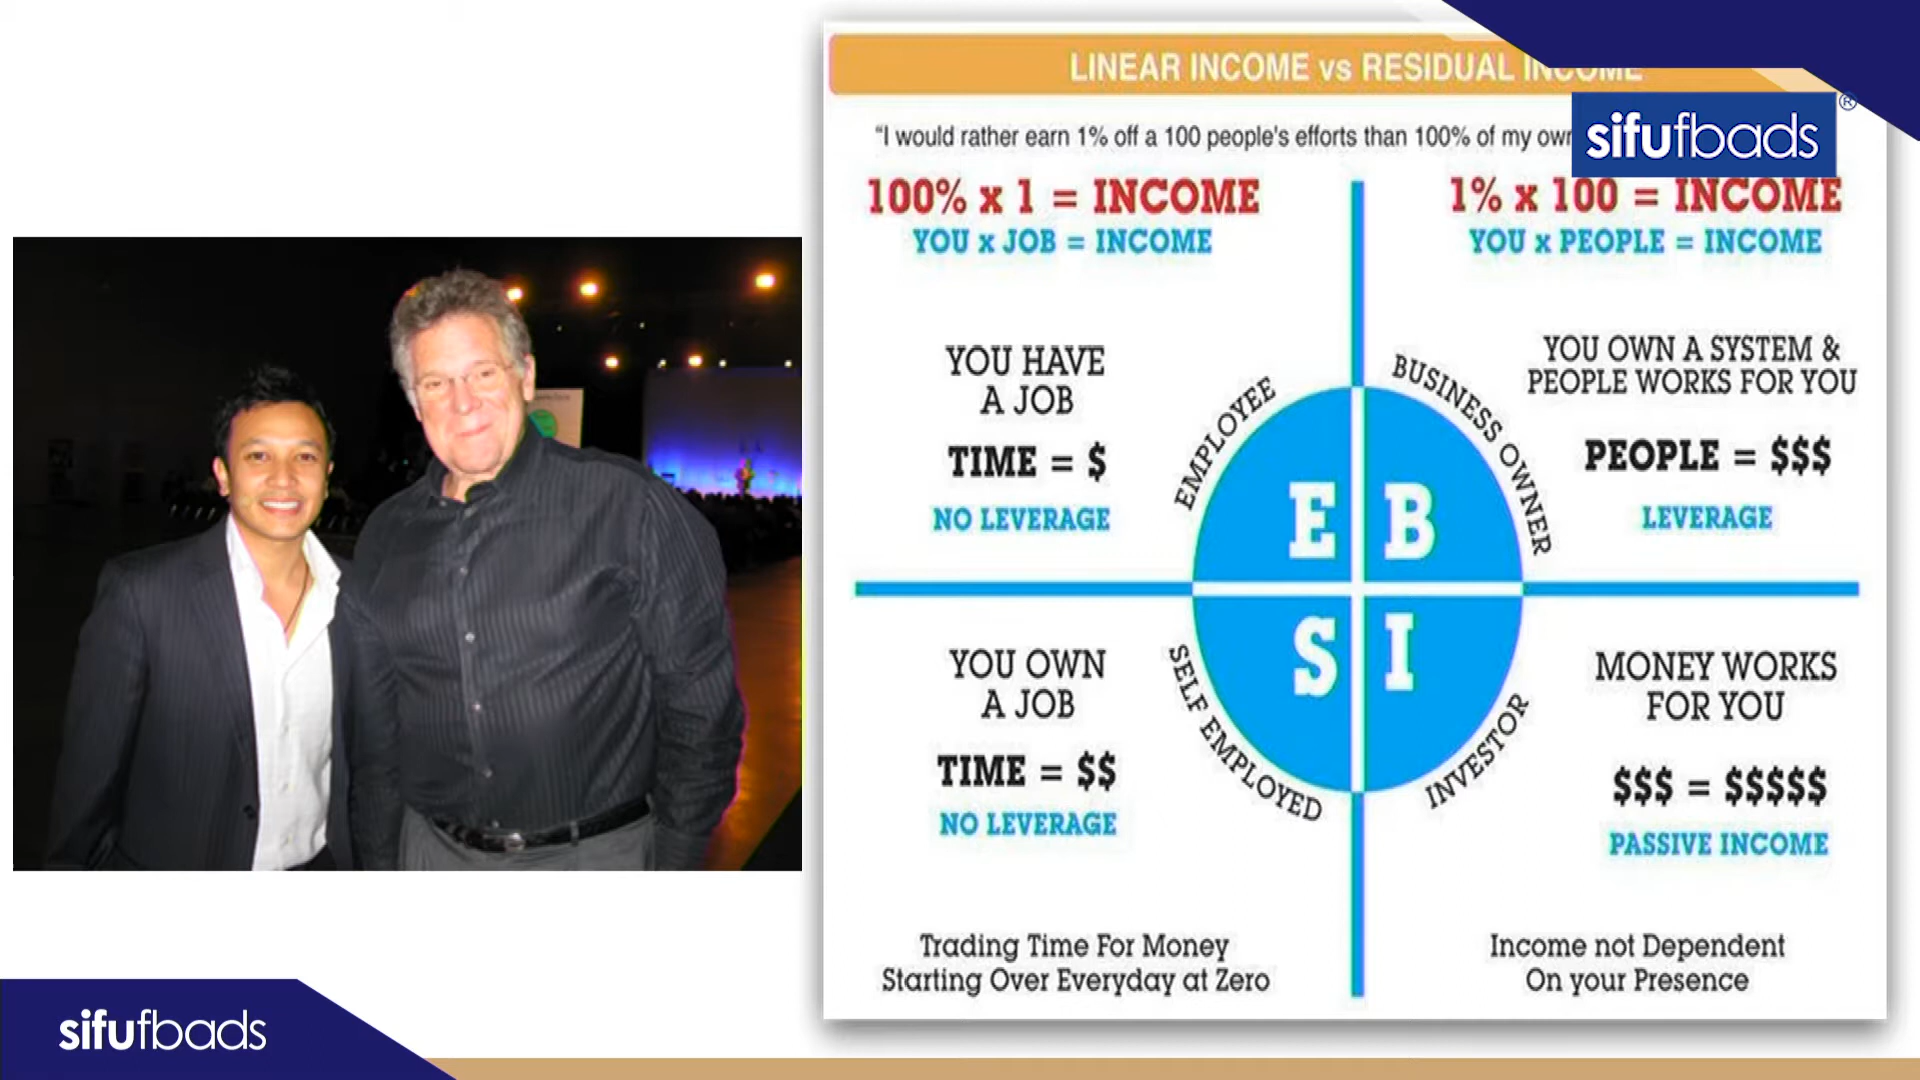 LINEAR INCOME vs RESIDUAL INCOME
sifufbads
®
"I would rather earn 1% off a 100 people's efforts than 100% of my own
100% x 1 = INCOME
YOU x JOB = INCOME
1% x 100 = INCOME
YOU x PEOPLE = INCOME
YOU HAVE
A JOB
TIME = $
NO LEVERAGE
EMPLOYEE
BUSINESS OWNER
YOU OWN A SYSTEM &
PEOPLE WORKS FOR YOU
PEOPLE = $$$
LEVERAGE
E B
S I
YOU OWN
A JOB
TIME = $$
NO LEVERAGE
SELF EMPLOYED
INVESTOR
MONEY WORKS
FOR YOU
$$$ = $$$$$
PASSIVE INCOME
Trading Time For Money
Starting Over Everyday at Zero
Income not Dependent
On your Presence
sifufbads